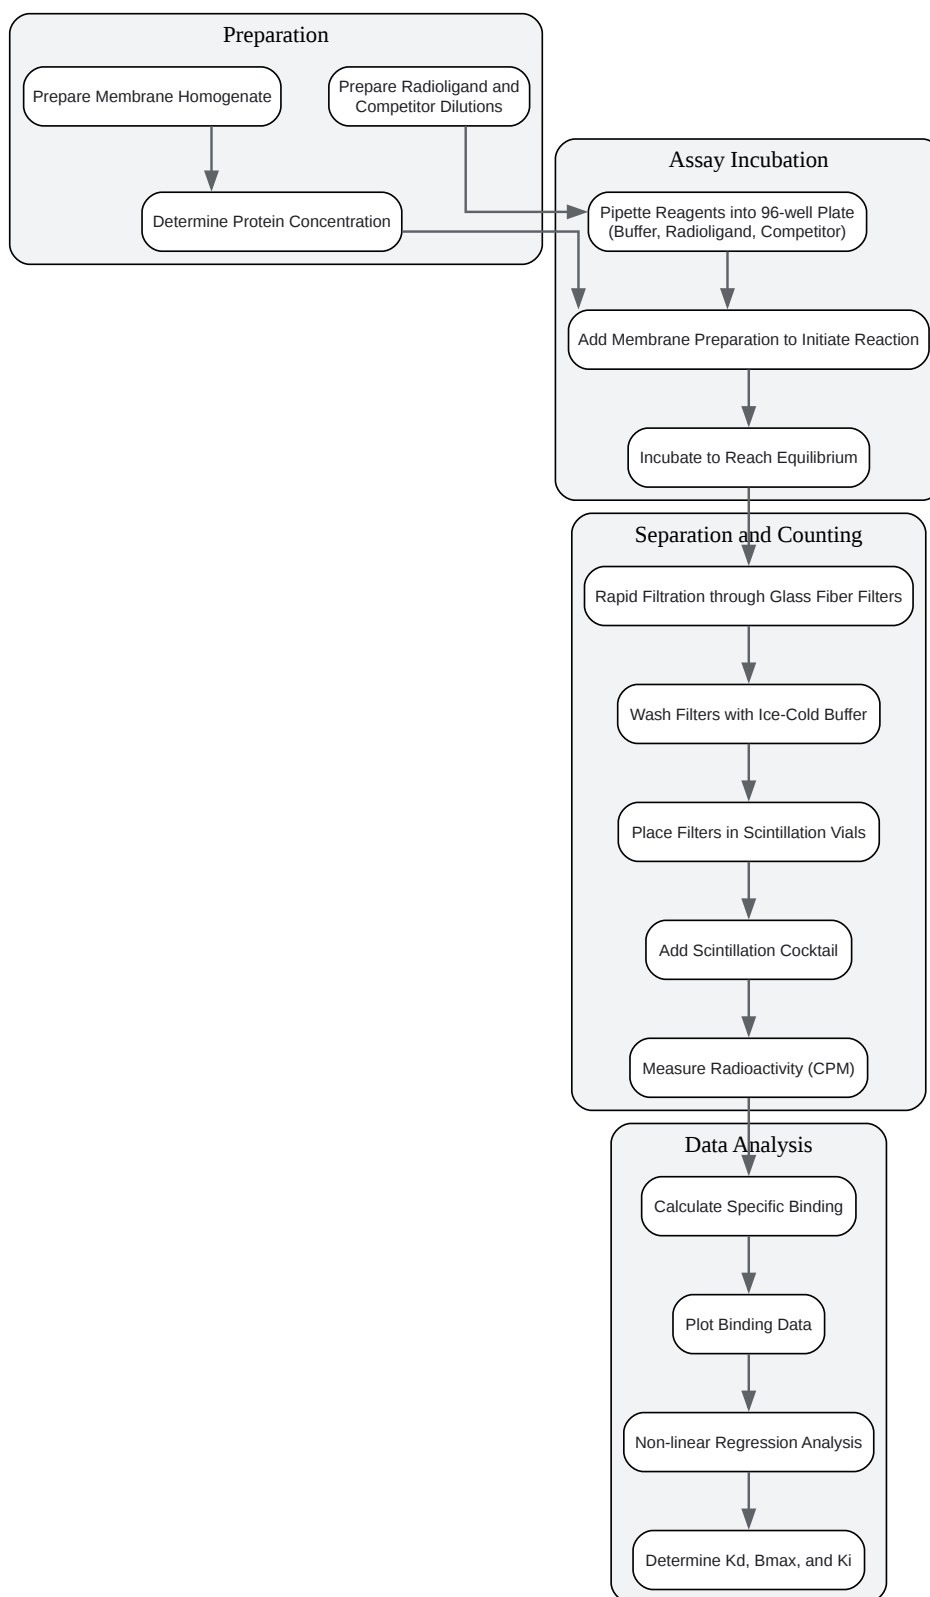 Preparation
Prepare Membrane Homogenate
Prepare Radioligand and
Competitor Dilutions
Determine Protein Concentration
Assay Incubation
Pipette Reagents into 96-well Plate
(Buffer, Radioligand, Competitor)
Add Membrane Preparation to Initiate Reaction
Incubate to Reach Equilibrium
Separation and Counting
Rapid Filtration through Glass Fiber Filters
Wash Filters with Ice-Cold Buffer
Place Filters in Scintillation Vials
Add Scintillation Cocktail
Measure Radioactivity (CPM)
Data Analysis
Calculate Specific Binding
Plot Binding Data
Non-linear Regression Analysis
Determine Kd, Bmax, and Ki